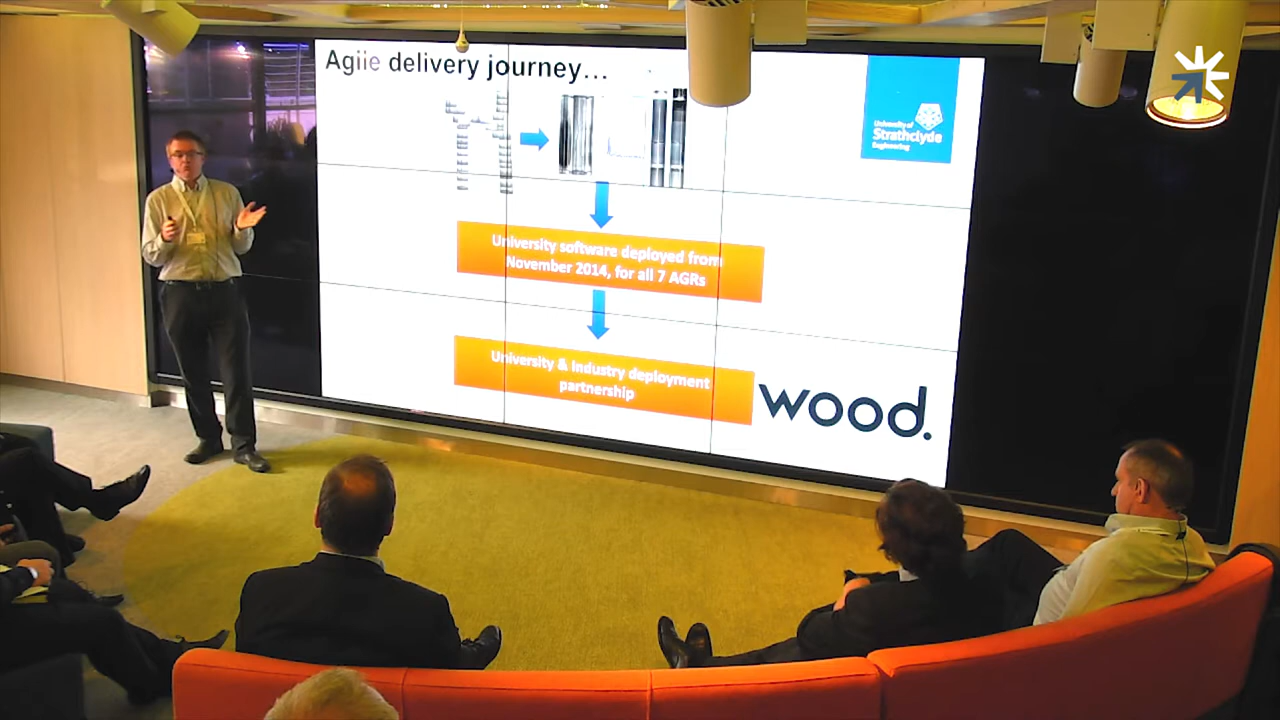 Agile delivery journey...
University of
Strathclyde
Engineering
University software deployed from
November 2014, for all 7 AGRs
University & Industry deployment
partnership
wood.